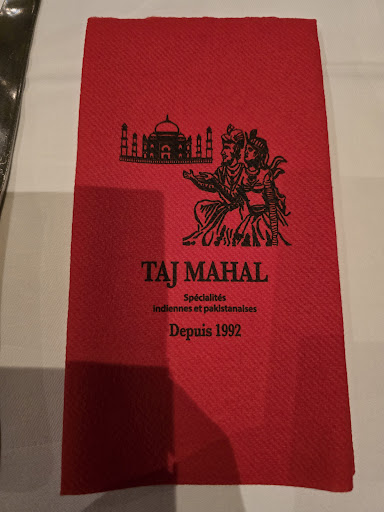 TAJ MAHAL
Spécialités
indiennes et pakistanaises
Depuis 1992